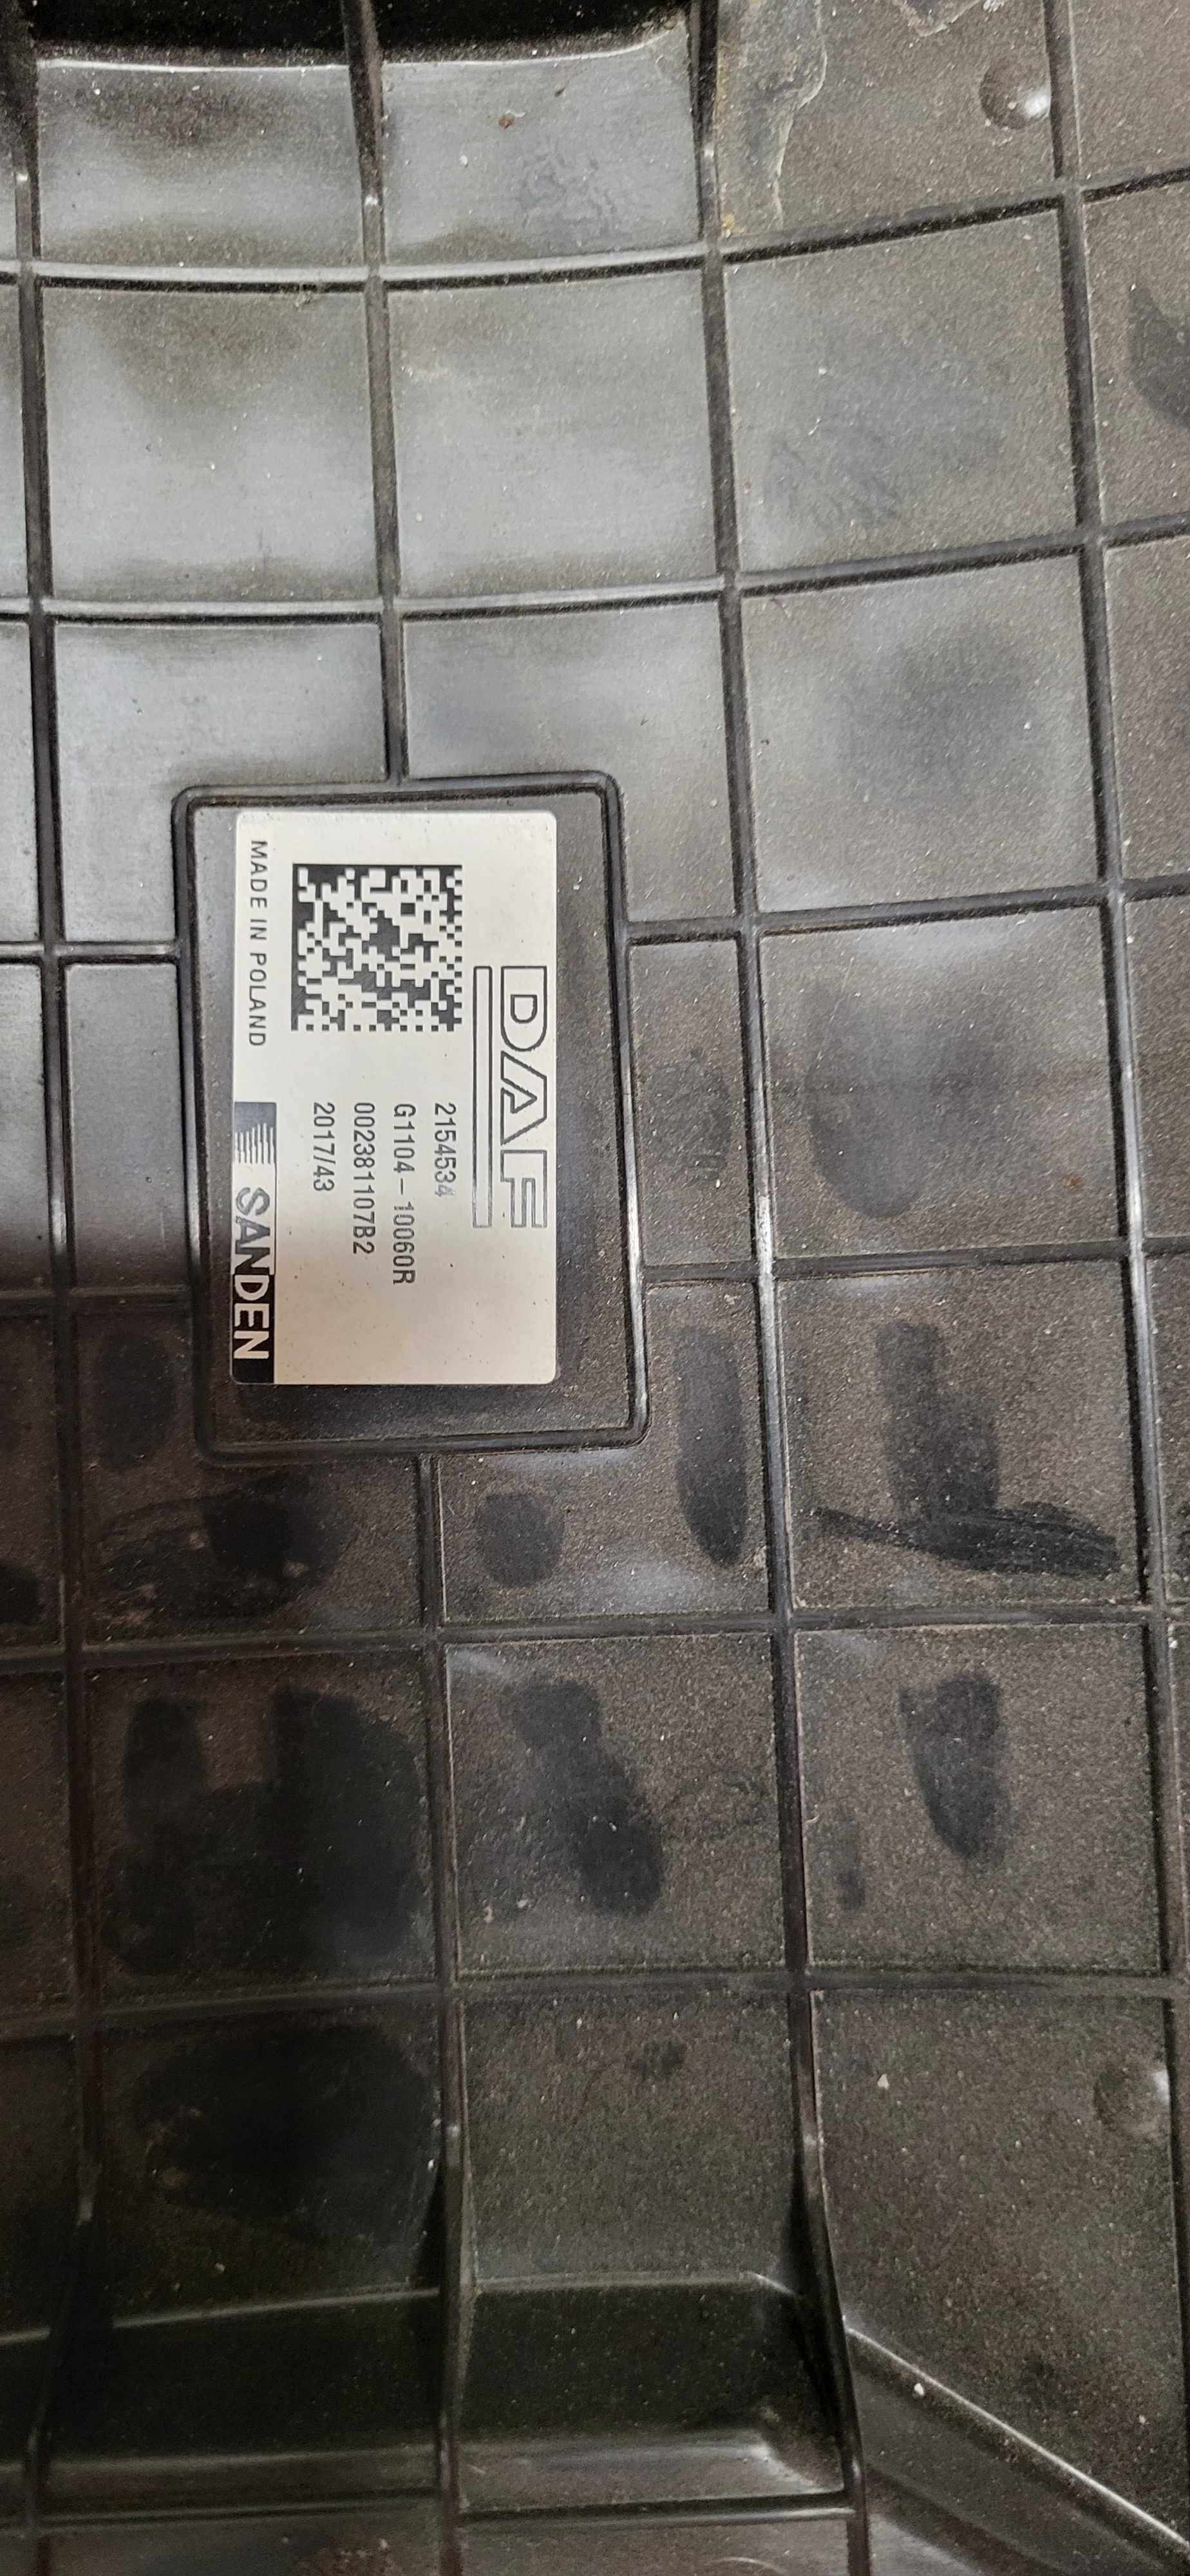 DAF
2154534
G1104-10060R
002381107B2
2017/43
MADE IN POLAND
SANDEN